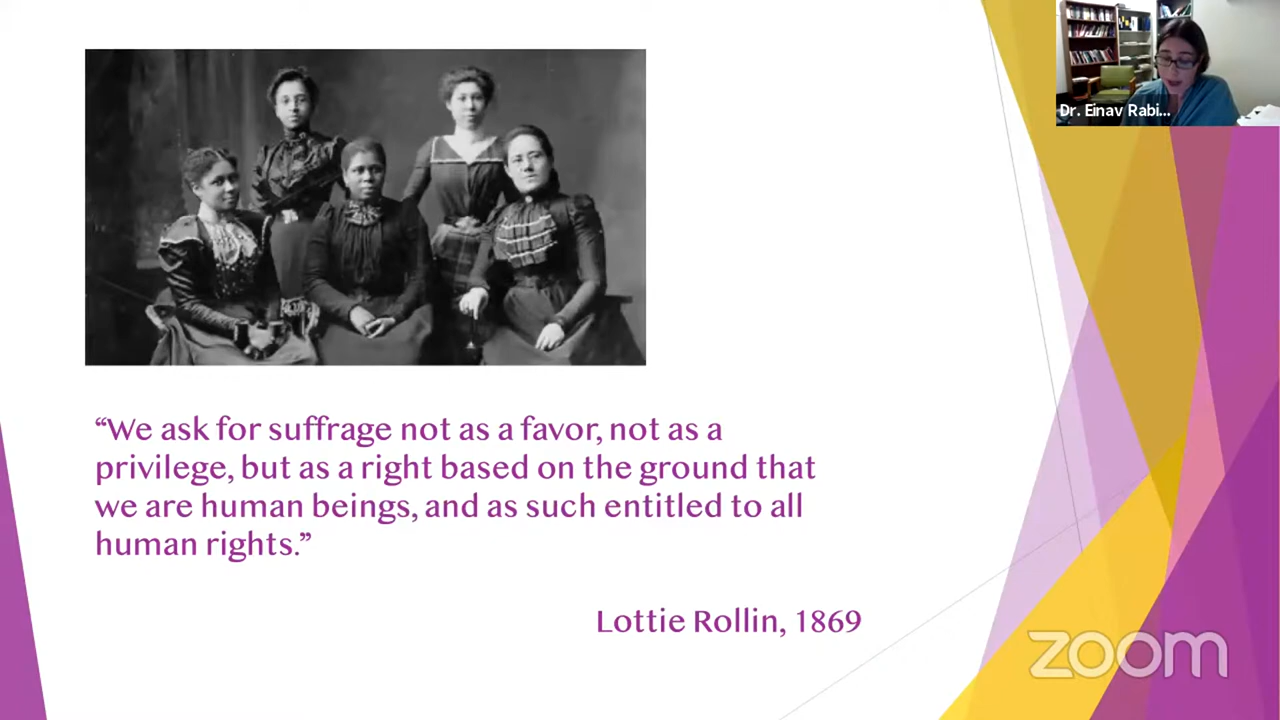 Dr. Einav Rabi...
“We ask for suffrage not as a favor, not as a
privilege, but as a right based on the ground that
we are human beings, and as such entitled to all
human rights.”
Lottie Rollin, 1869
zoom